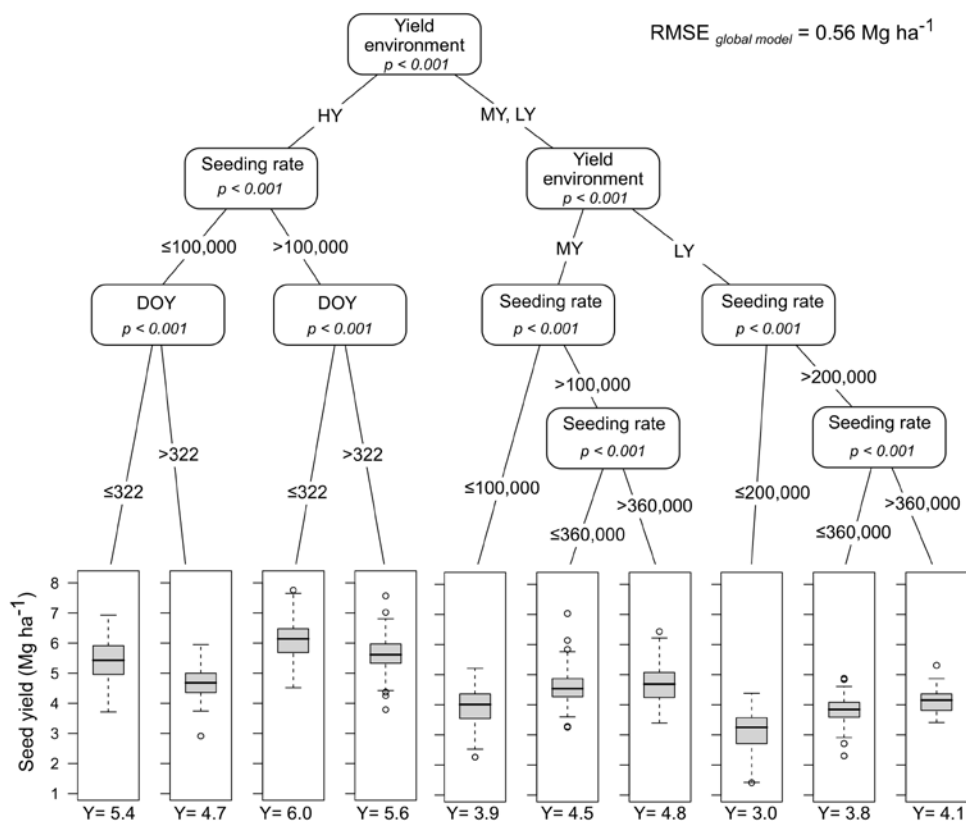 Yield
environment
p < 0.001
RMSE global model = 0.56 Mg ha⁻¹
HY
MY, LY
Seeding rate
p < 0.001
Yield
environment
p < 0.001
≤100,000
>100,000
MY
LY
DOY
p < 0.001
DOY
p < 0.001
Seeding rate
p < 0.001
Seeding rate
p < 0.001
>100,000
>200,000
Seeding rate
p < 0.001
Seeding rate
p < 0.001
≤322
>322
≤322
>322
≤100,000
≤360,000
>360,000
≤200,000
≤360,000
>360,000
Seed yield (Mg ha⁻¹)
8
7
6
5
4
3
2
1
Y= 5.4
Y= 4.7
Y= 6.0
Y= 5.6
Y= 3.9
Y= 4.5
Y= 4.8
Y= 3.0
Y= 3.8
Y= 4.1